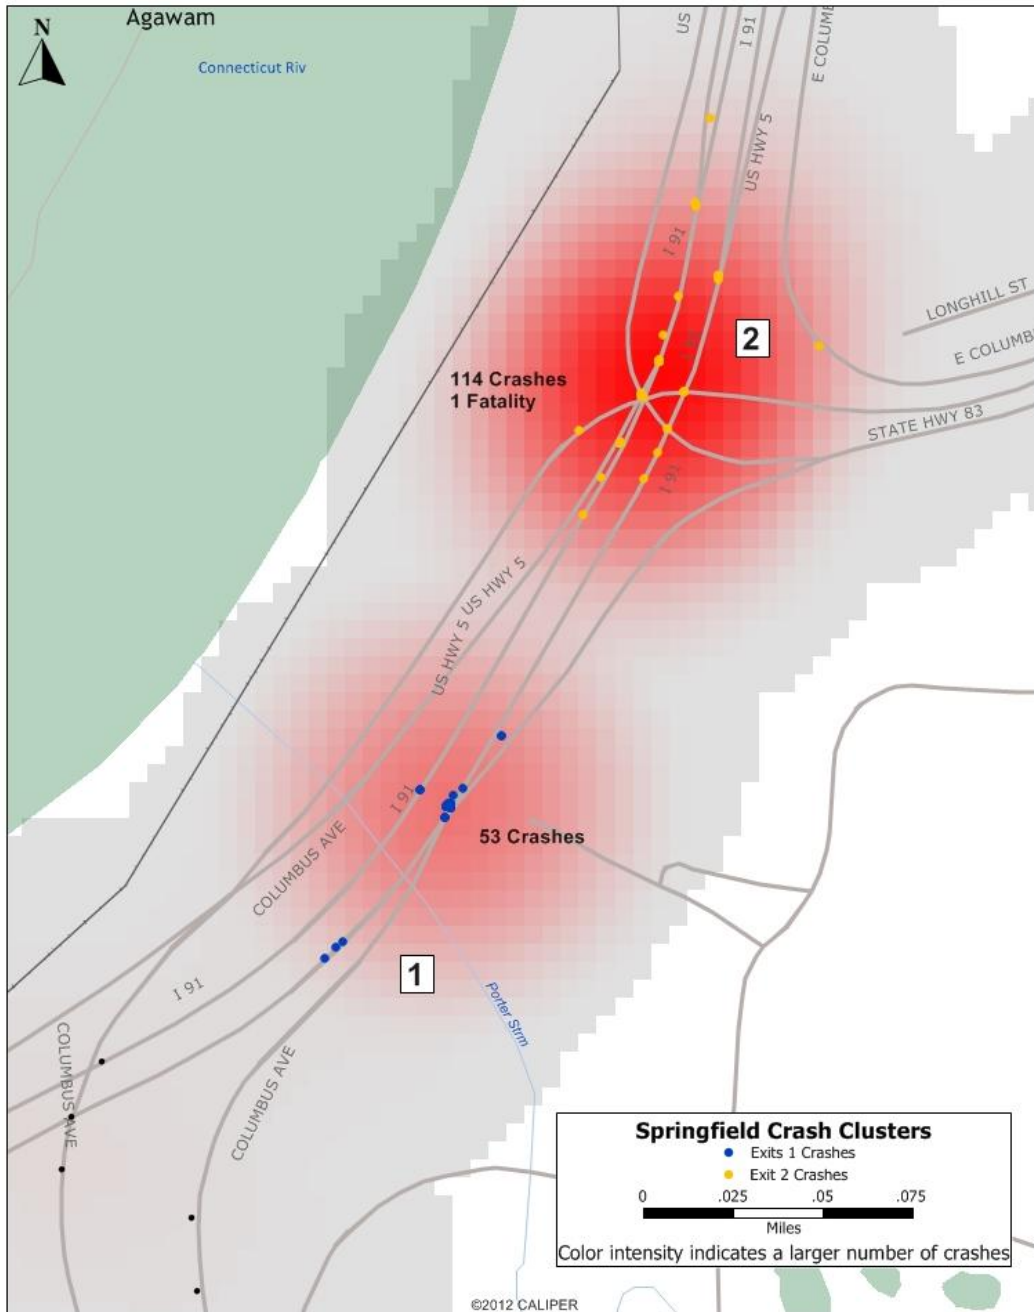 Agawam
N
Connecticut Riv
US
I 91
E COLUME
US HWY 5
I 91
LONGHILL ST
2
E COLUMB
I 91
114 Crashes
1 Fatality
STATE HWY 83
I 91
US HWY 5
US HWY 5
I 91
53 Crashes
COLUMBUS AVE
1
I 91
Porter Strm
COLUMBUS AVE
COLUMBUS AVE
Springfield Crash Clusters
Exits 1 Crashes
Exit 2 Crashes
0 .025 .05 .075
Miles
Color intensity indicates a larger number of crashes
©2012 CALIPER